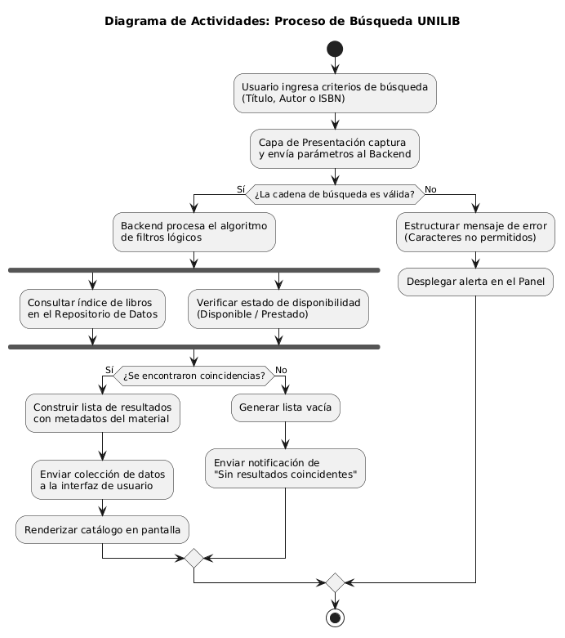 Diagrama de Actividades: Proceso de Búsqueda UNILIB
Usuario ingresa criterios de búsqueda
(Título, Autor o ISBN)
Capa de Presentación captura
y envía parámetros al Backend
¿La cadena de búsqueda es válida?
Sí
No
Backend procesa el algoritmo
de filtros lógicos
Estructurar mensaje de error
(Caracteres no permitidos)
Desplegar alerta en el Panel
Consultar índice de libros
en el Repositorio de Datos
Verificar estado de disponibilidad
(Disponible / Prestado)
¿Se encontraron coincidencias?
Sí
No
Construir lista de resultados
con metadatos del material
Generar lista vacía
Enviar colección de datos
a la interfaz de usuario
Enviar notificación de
"Sin resultados coincidentes"
Renderizar catálogo en pantalla